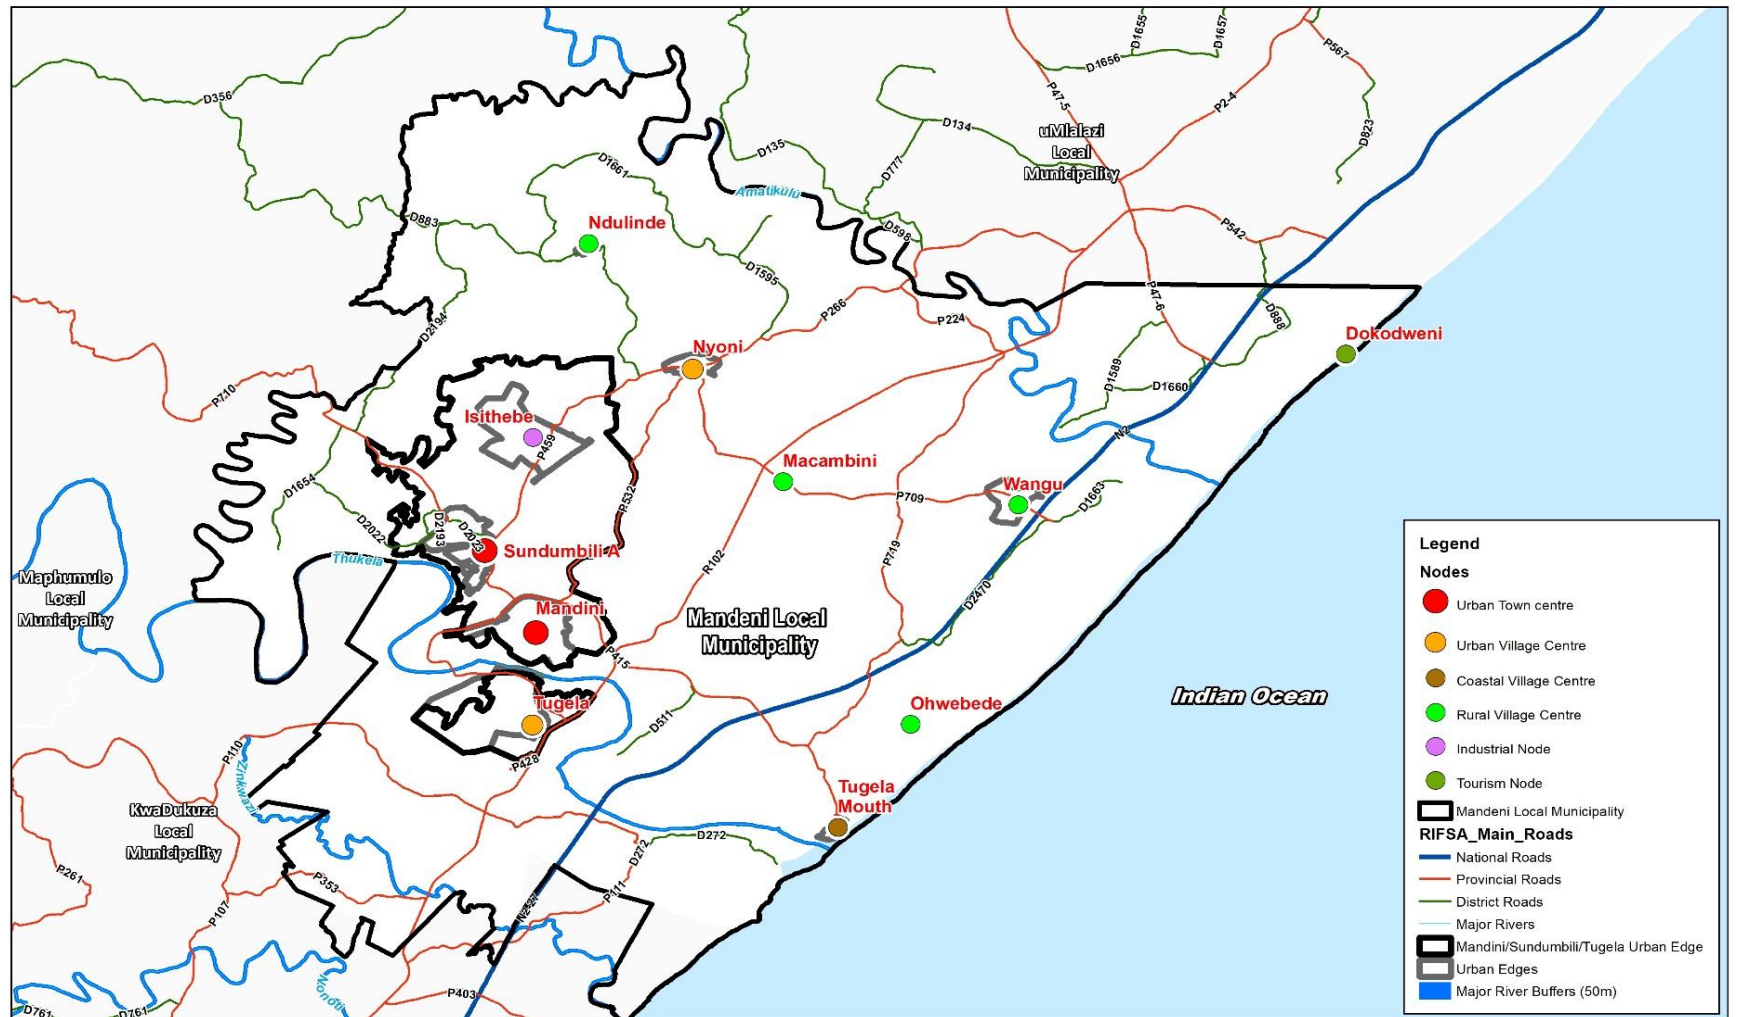 D1655
D1657
P567
D1656
D356
P47-5
P2-4
D134
uMlalazi
Local
Municipality
D823
D135
D777
D1661
Amatikulu
D883
Ndulinde
D598
P542
D1595
P47-6
P266
P224
D888
D2194
Nyoni
Dokodweni
D1589
D1660
P710
Isithebe
P459
N2
Macambini
Wangu
D1654
P532
P709
D1663
D2022
D2193
D2023
Sundumbili A
Thukela
P719
R102
Maphumulo
Local
Municipality
D2470
Mandini
Mandeni Local
Municipality
P415
Indian Ocean
Tugela
Ohwebede
D511
P110
P428
Zinkwazi
Tugela
Mouth
KwaDukuza
Local
Municipality
D272
D272
P261
P353
P111
P107
N2-27
Nonoti
P403
D761
D761
Legend
Nodes
Urban Town centre
Urban Village Centre
Coastal Village Centre
Rural Village Centre
Industrial Node
Tourism Node
Mandeni Local Municipality
RIFSA_Main_Roads
National Roads
Provincial Roads
District Roads
Major Rivers
Mandini/Sundumbili/Tugela Urban Edge
Urban Edges
Major River Buffers (50m)